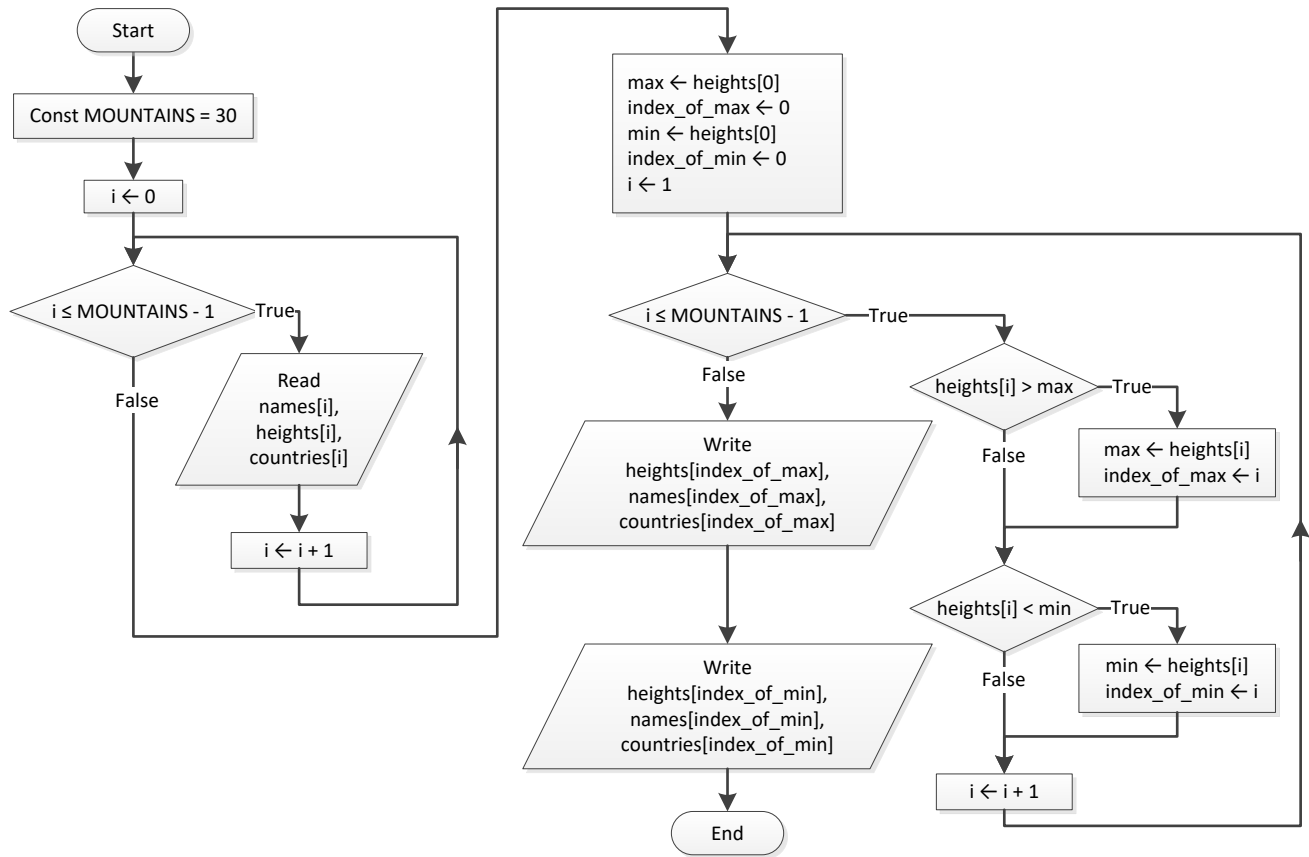 Start
Const MOUNTAINS = 30
i ← 0
i ≤ MOUNTAINS - 1
True
False
Read
names[i],
heights[i],
countries[i]
i ← i + 1
max ← heights[0]
index_of_max ← 0
min ← heights[0]
index_of_min ← 0
i ← 1
i ≤ MOUNTAINS - 1
True
False
heights[i] > max
True
False
max ← heights[i]
index_of_max ← i
heights[i] < min
True
False
min ← heights[i]
index_of_min ← i
i ← i + 1
Write
heights[index_of_max],
names[index_of_max],
countries[index_of_max]
Write
heights[index_of_min],
names[index_of_min],
countries[index_of_min]
End